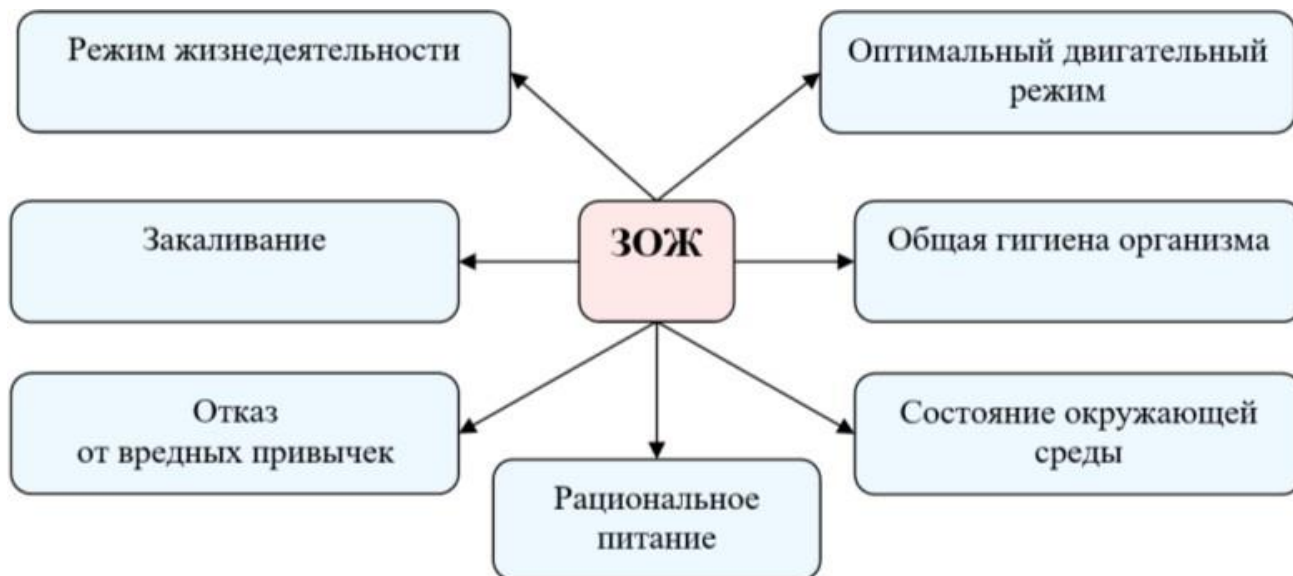 Режим жизнедеятельности
Оптимальный двигательный
режим
Закаливание
ЗОЖ
Общая гигиена организма
Отказ
от вредных привычек
Рациональное
питание
Состояние окружающей
среды